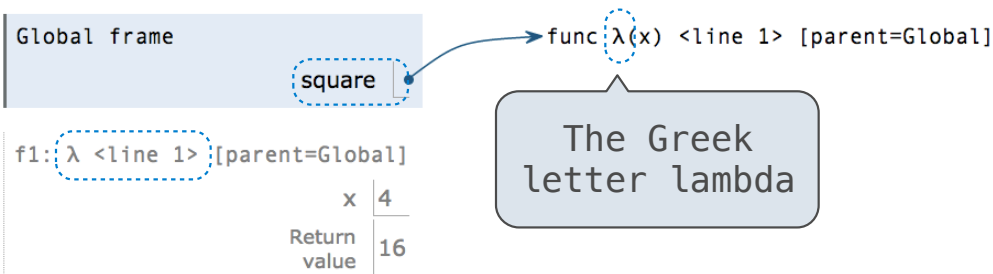 Global frame
func λ(x) <line 1> [parent=Global]
square
The Greek
letter lambda
f1: λ <line 1> [parent=Global]
x 4
Return
value 16